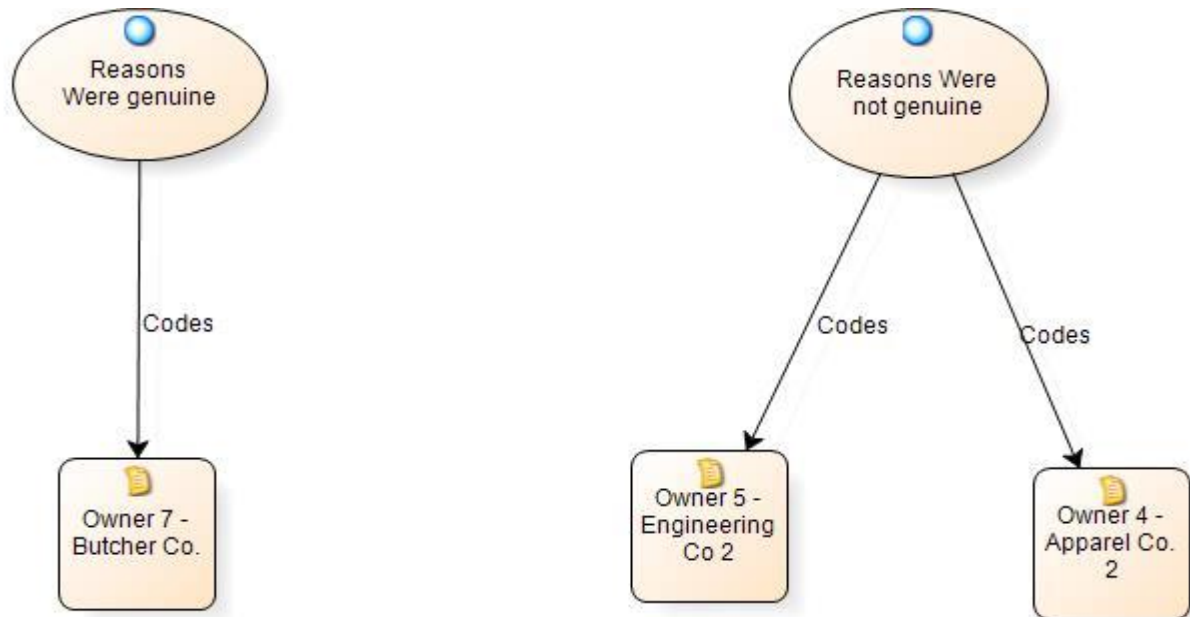 Reasons
Were genuine
Reasons Were
not genuine
Codes
Codes
Codes
Owner 7 -
Butcher Co.
Owner 5 -
Engineering
Co 2
Owner 4 -
Apparel Co.
2